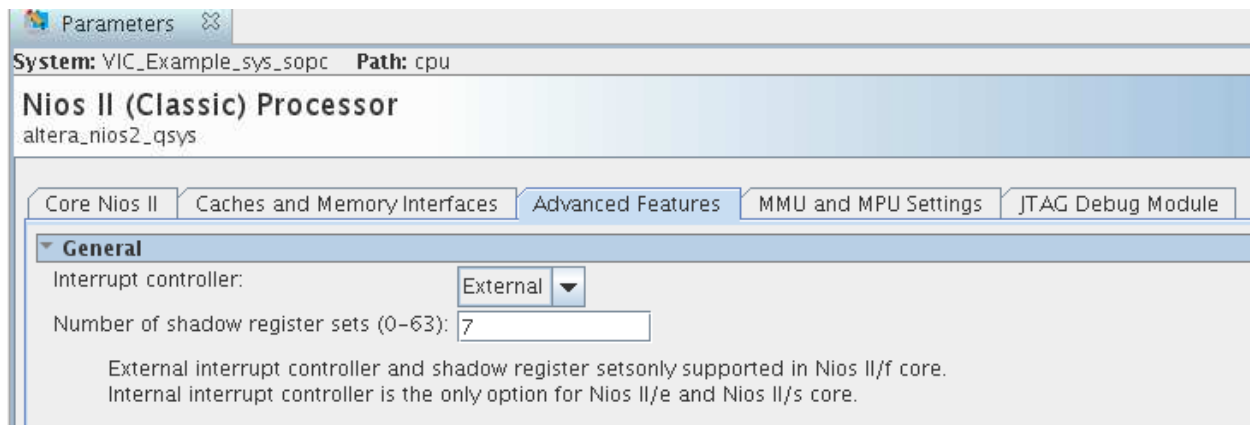 Parameters
System: VIC_Example_sys_sopc Path: cpu
Nios II (Classic) Processor
altera_nios2_qsys
Core Nios II Caches and Memory Interfaces Advanced Features MMU and MPU Settings JTAG Debug Module
General
Interrupt controller: External
Number of shadow register sets (0-63): 7
External interrupt controller and shadow register setsonly supported in Nios II/f core.
Internal interrupt controller is the only option for Nios II/e and Nios II/s core.